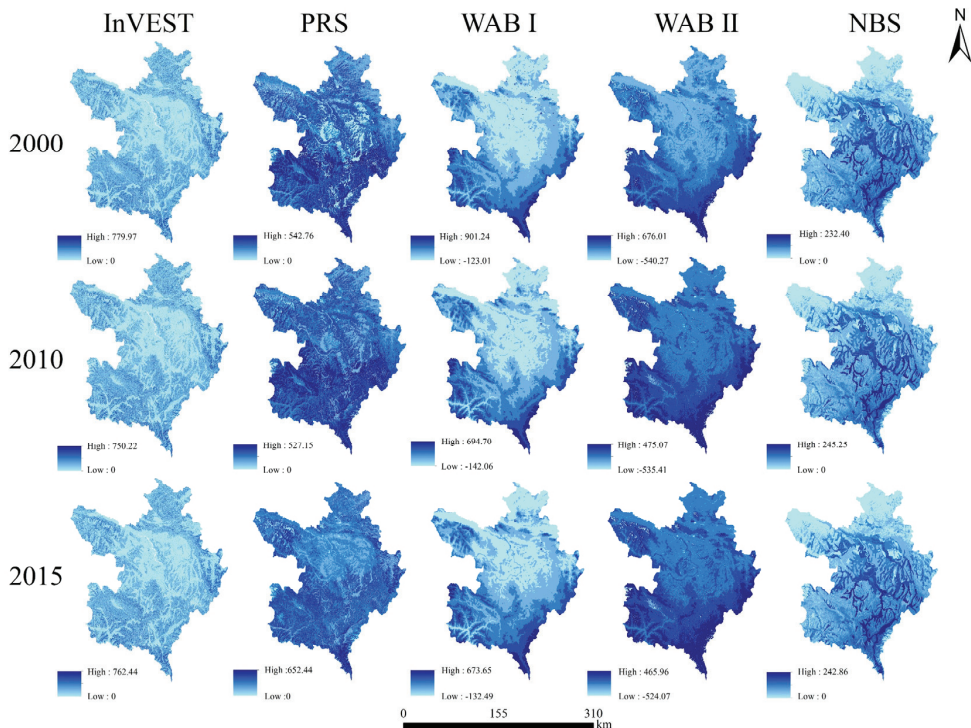 InVEST PRS WAB I WAB II NBS N
2000
High : 779.97 High : 542.76 High : 901.24 High : 676.01 High : 232.40
Low : 0 Low : 0 Low : -123.01 Low : -540.27 Low : 0
2010
High : 750.22 High : 527.15 High : 694.70 High : 475.07 High : 245.25
Low : 0 Low : 0 Low : -142.06 Low : -535.41 Low : 0
2015
High : 762.44 High :652.44 High : 673.65 High : 465.96 High : 242.86
Low : 0 Low :0 Low : -132.49 Low : -524.07 Low : 0
0 155 310
km